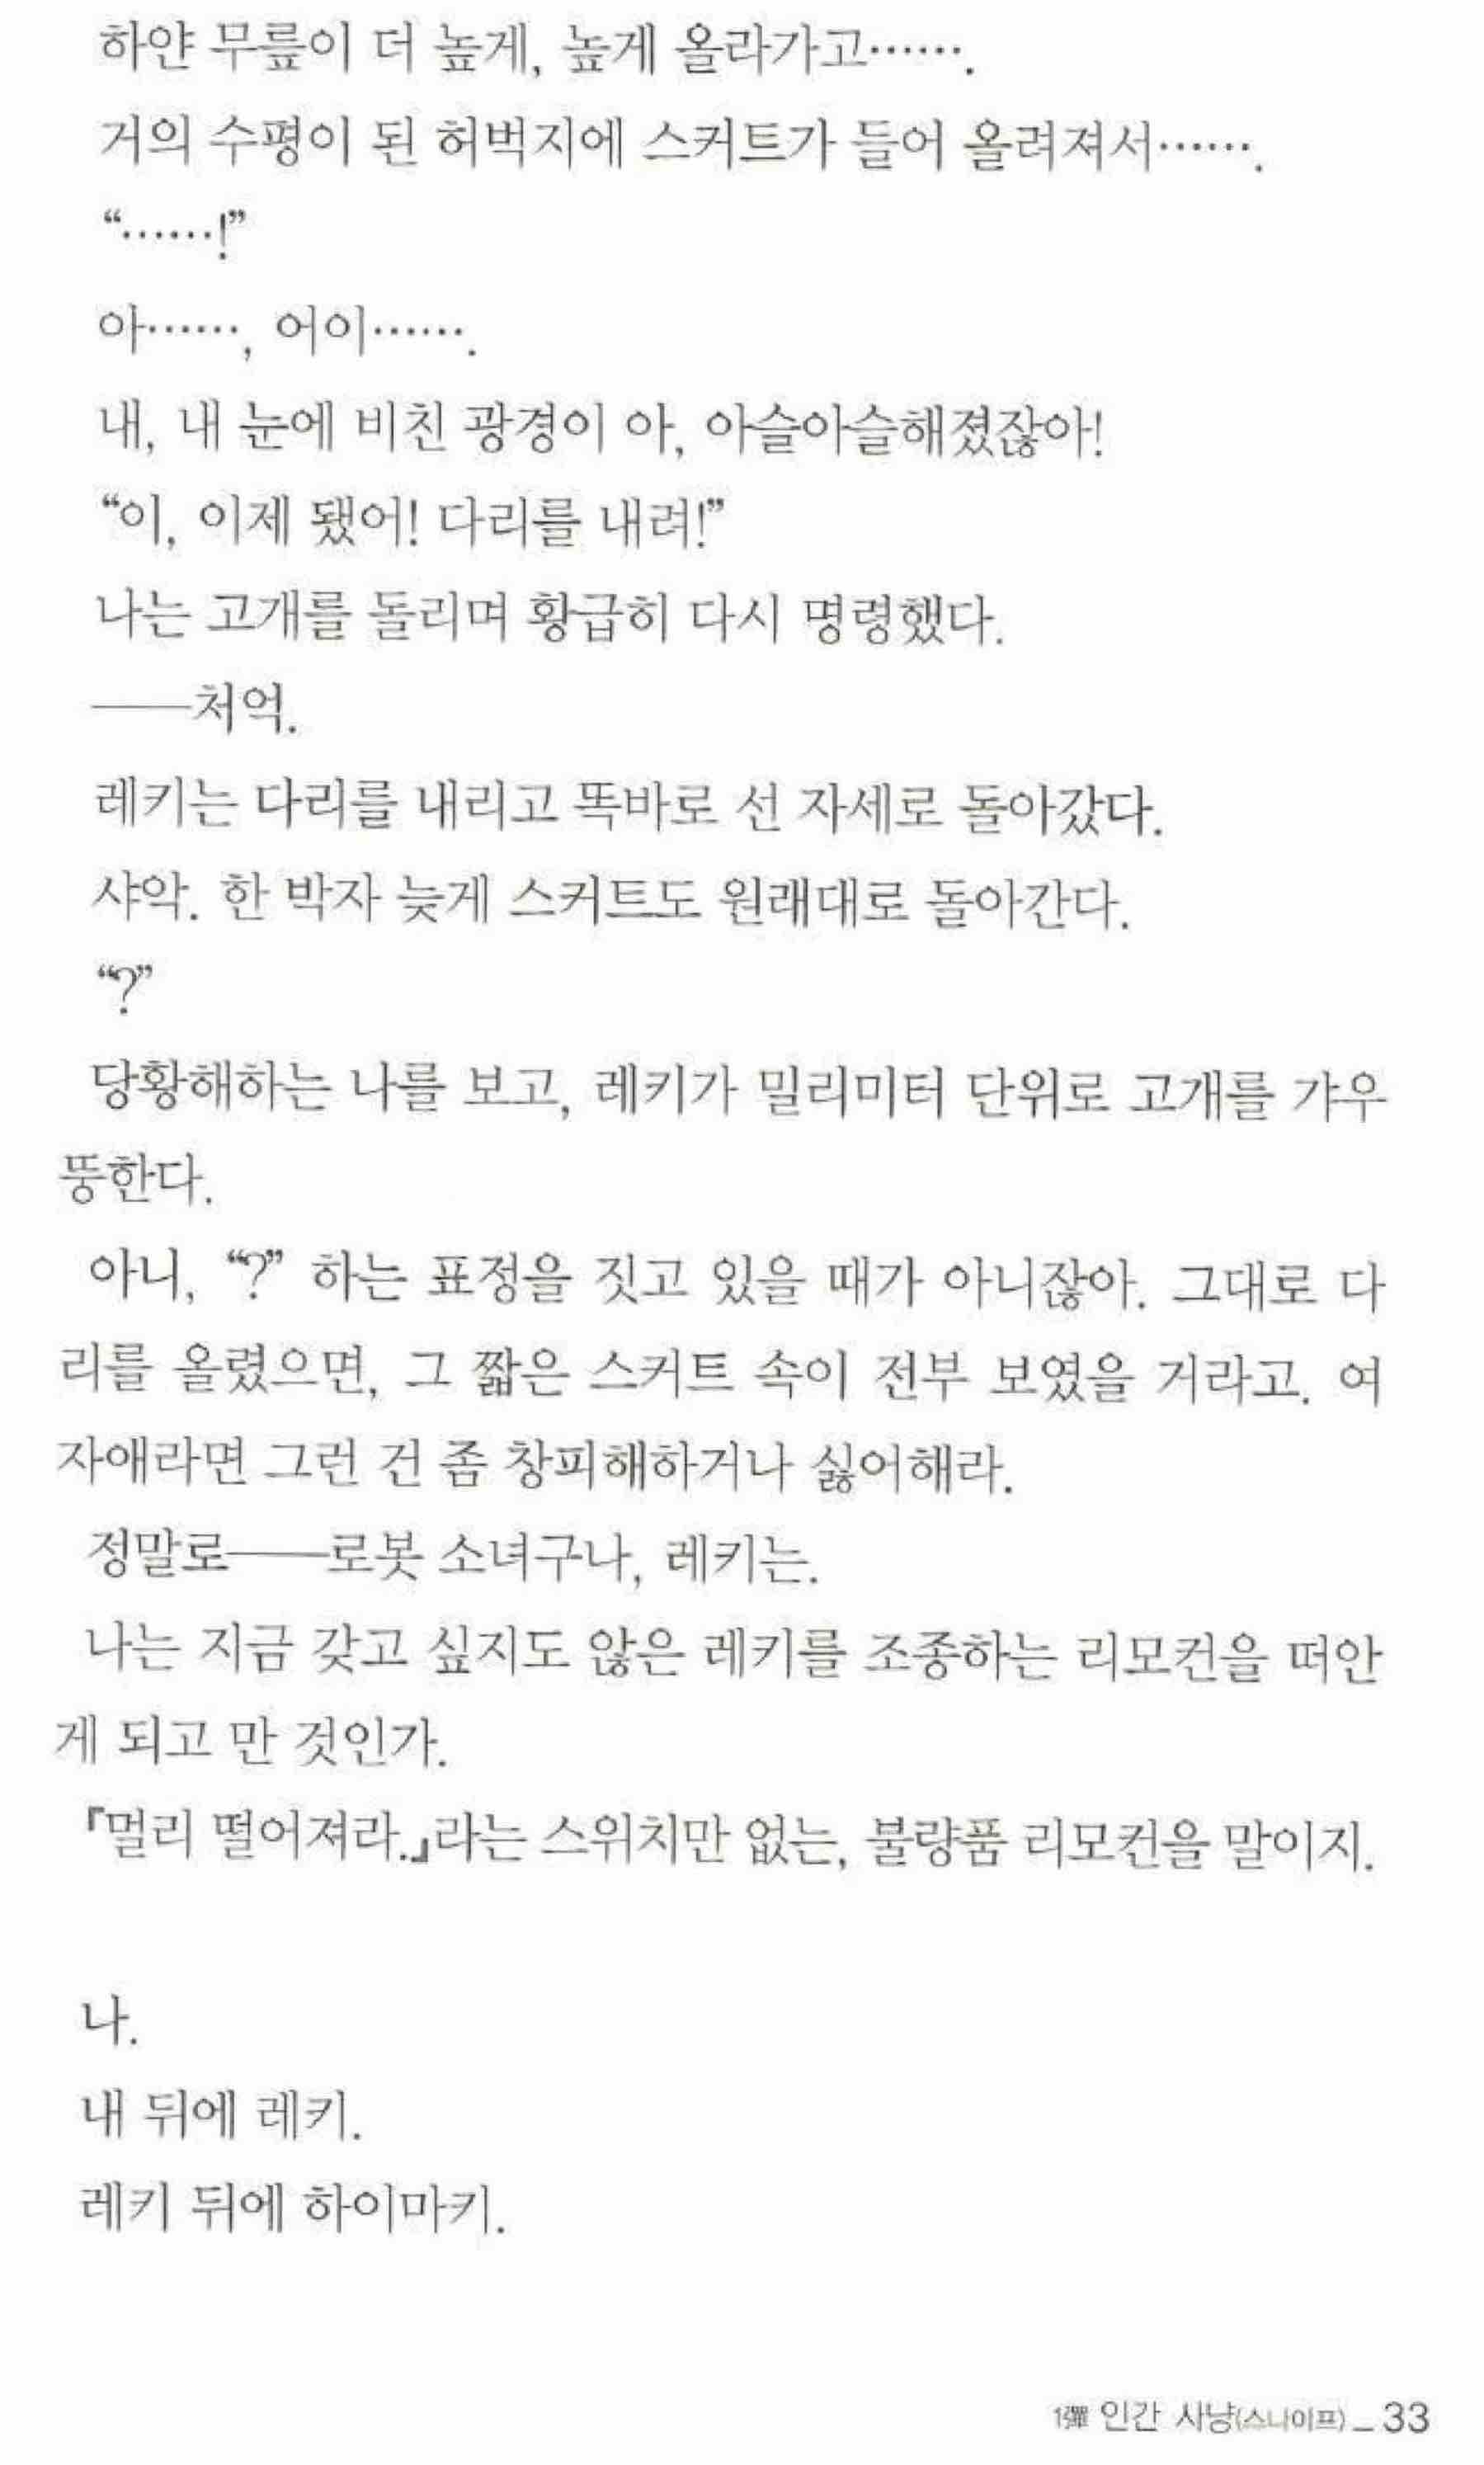 하얀 무릎이 더 높게, 높게 올라가고…….
거의 수평이 된 허벅지에 스커트가 들어 올려져서…….
“……!”
아……, 어이…….
내, 내 눈에 비친 광경이 아, 아슬아슬해졌잖아!
“이, 이제 됐어! 다리를 내려!”
나는 고개를 돌리며 황급히 다시 명령했다.
──처억.
레키는 다리를 내리고 똑바로 선 자세로 돌아갔다.
샤악. 한 박자 늦게 스커트도 원래대로 돌아간다.
“?”
당황해하는 나를 보고, 레키가 밀리미터 단위로 고개를 갸우
뚱한다.
아니, “?” 하는 표정을 짓고 있을 때가 아니잖아. 그대로 다
리를 올렸으면, 그 짧은 스커트 속이 전부 보였을 거라고. 여
자애라면 그런 건 좀 창피해하거나 싫어해라.
정말로──로봇 소녀구나, 레키는.
나는 지금 갖고 싶지도 않은 레키를 조종하는 리모컨을 떠안
게 되고 만 것인가.
『멀리 떨어져라.』라는 스위치만 없는, 불량품 리모컨을 말이지.
나.
내 뒤에 레키.
레키 뒤에 하이마키.
1彈 인간 사냥(스나이프)_33